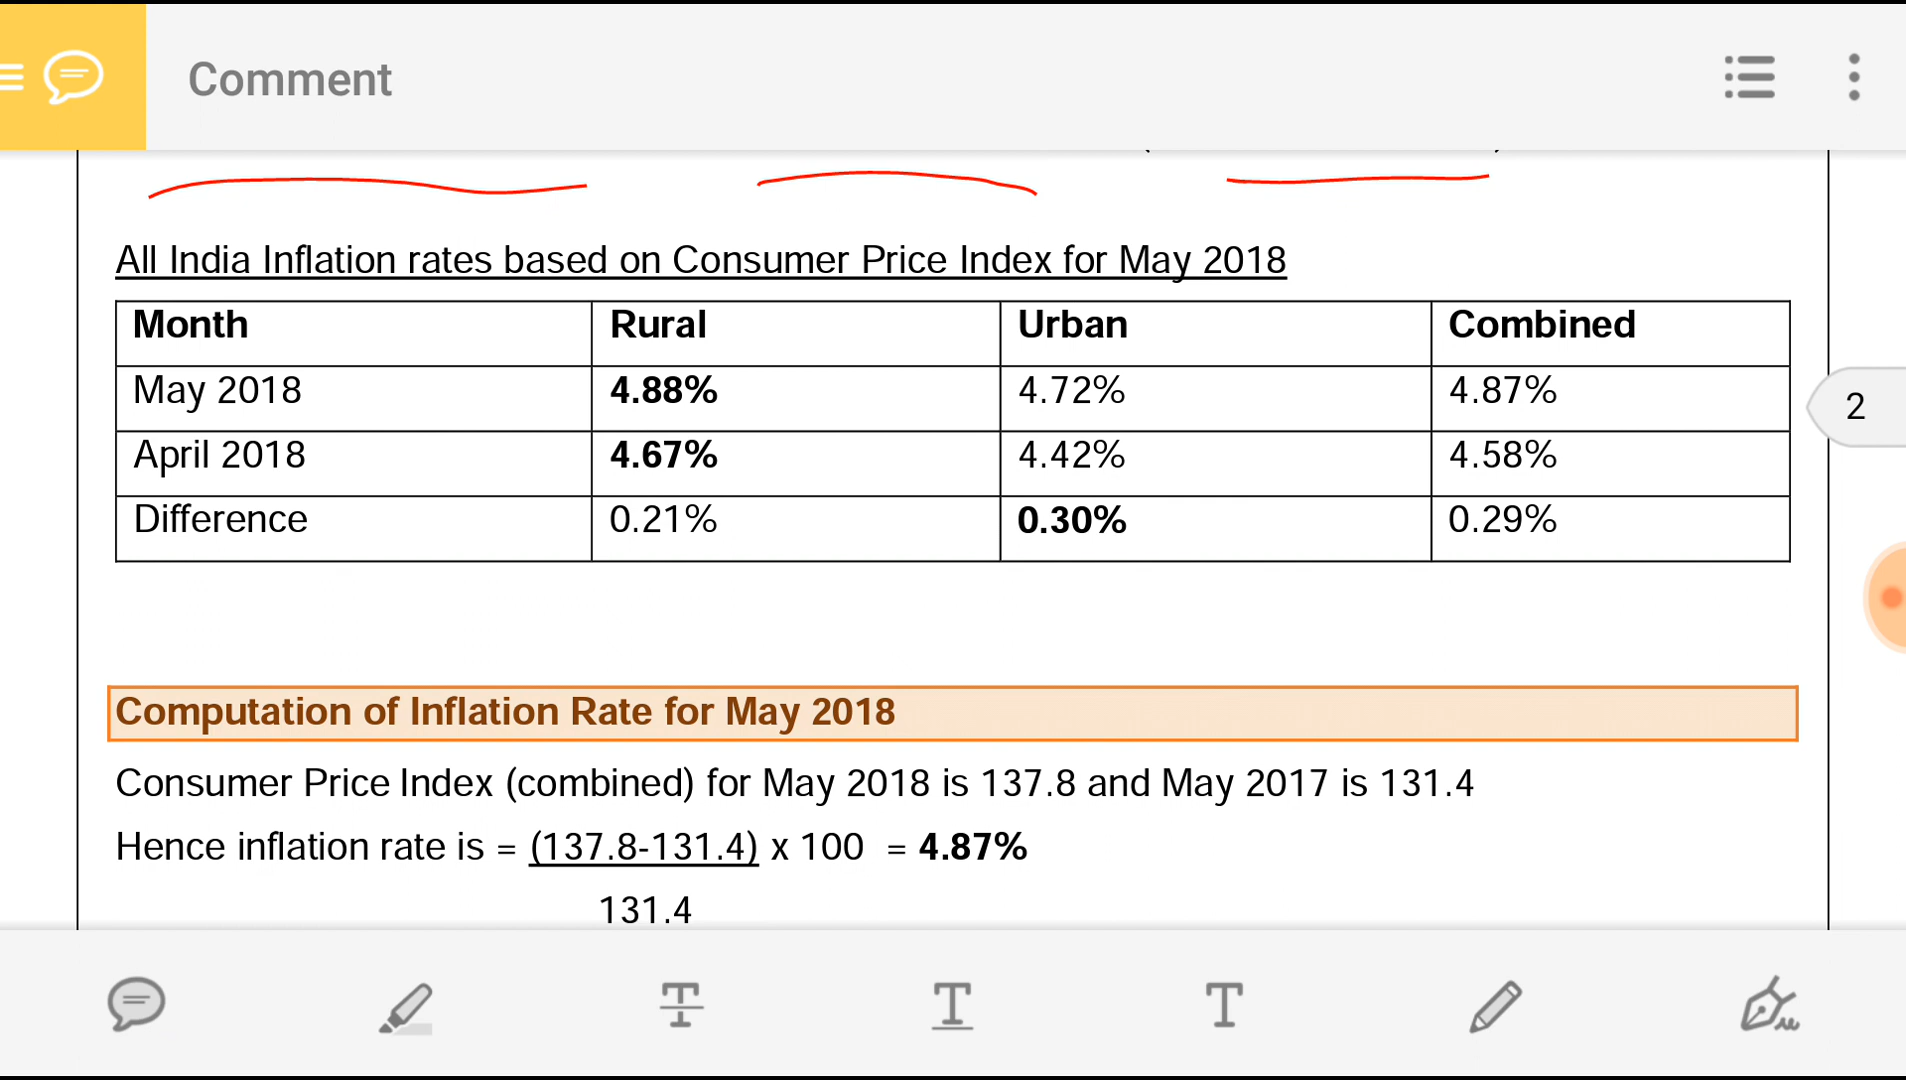 Comment
All India Inflation rates based on Consumer Price Index for May 2018
Month Rural Urban Combined
May 2018 4.88% 4.72% 4.87%
April 2018 4.67% 4.42% 4.58%
Difference 0.21% 0.30% 0.29%
2
Computation of Inflation Rate for May 2018
Consumer Price Index (combined) for May 2018 is 137.8 and May 2017 is 131.4
Hence inflation rate is = (137.8-131.4) x 100 = 4.87%
131.4
T T T